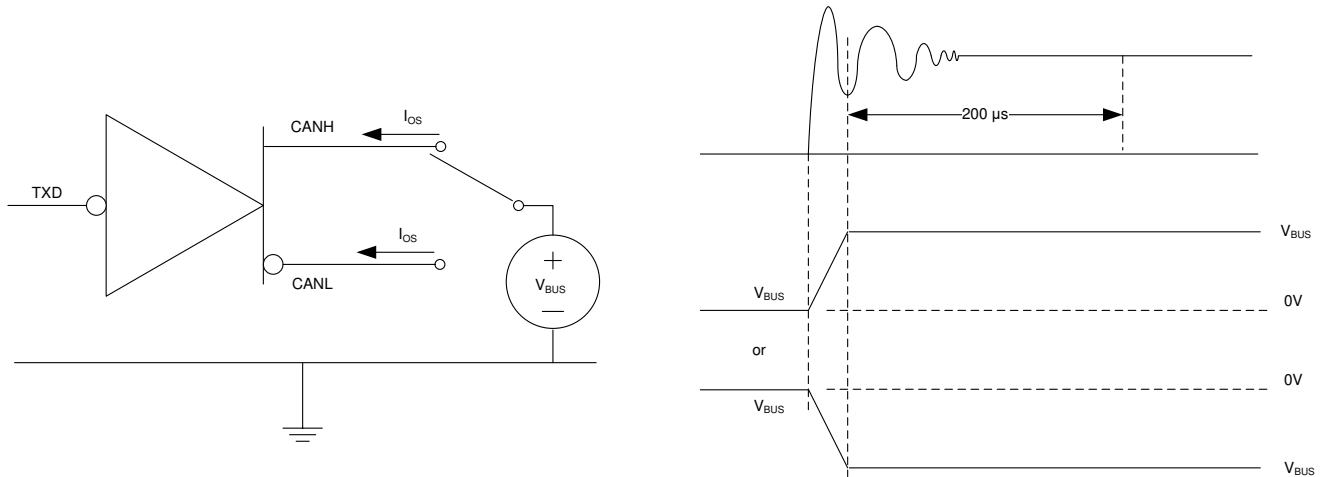 TXD
CANH
I_OS
I_OS
CANL
+
V_BUS
—
200 µs
V_BUS
V_BUS
0V
or
0V
V_BUS
V_BUS